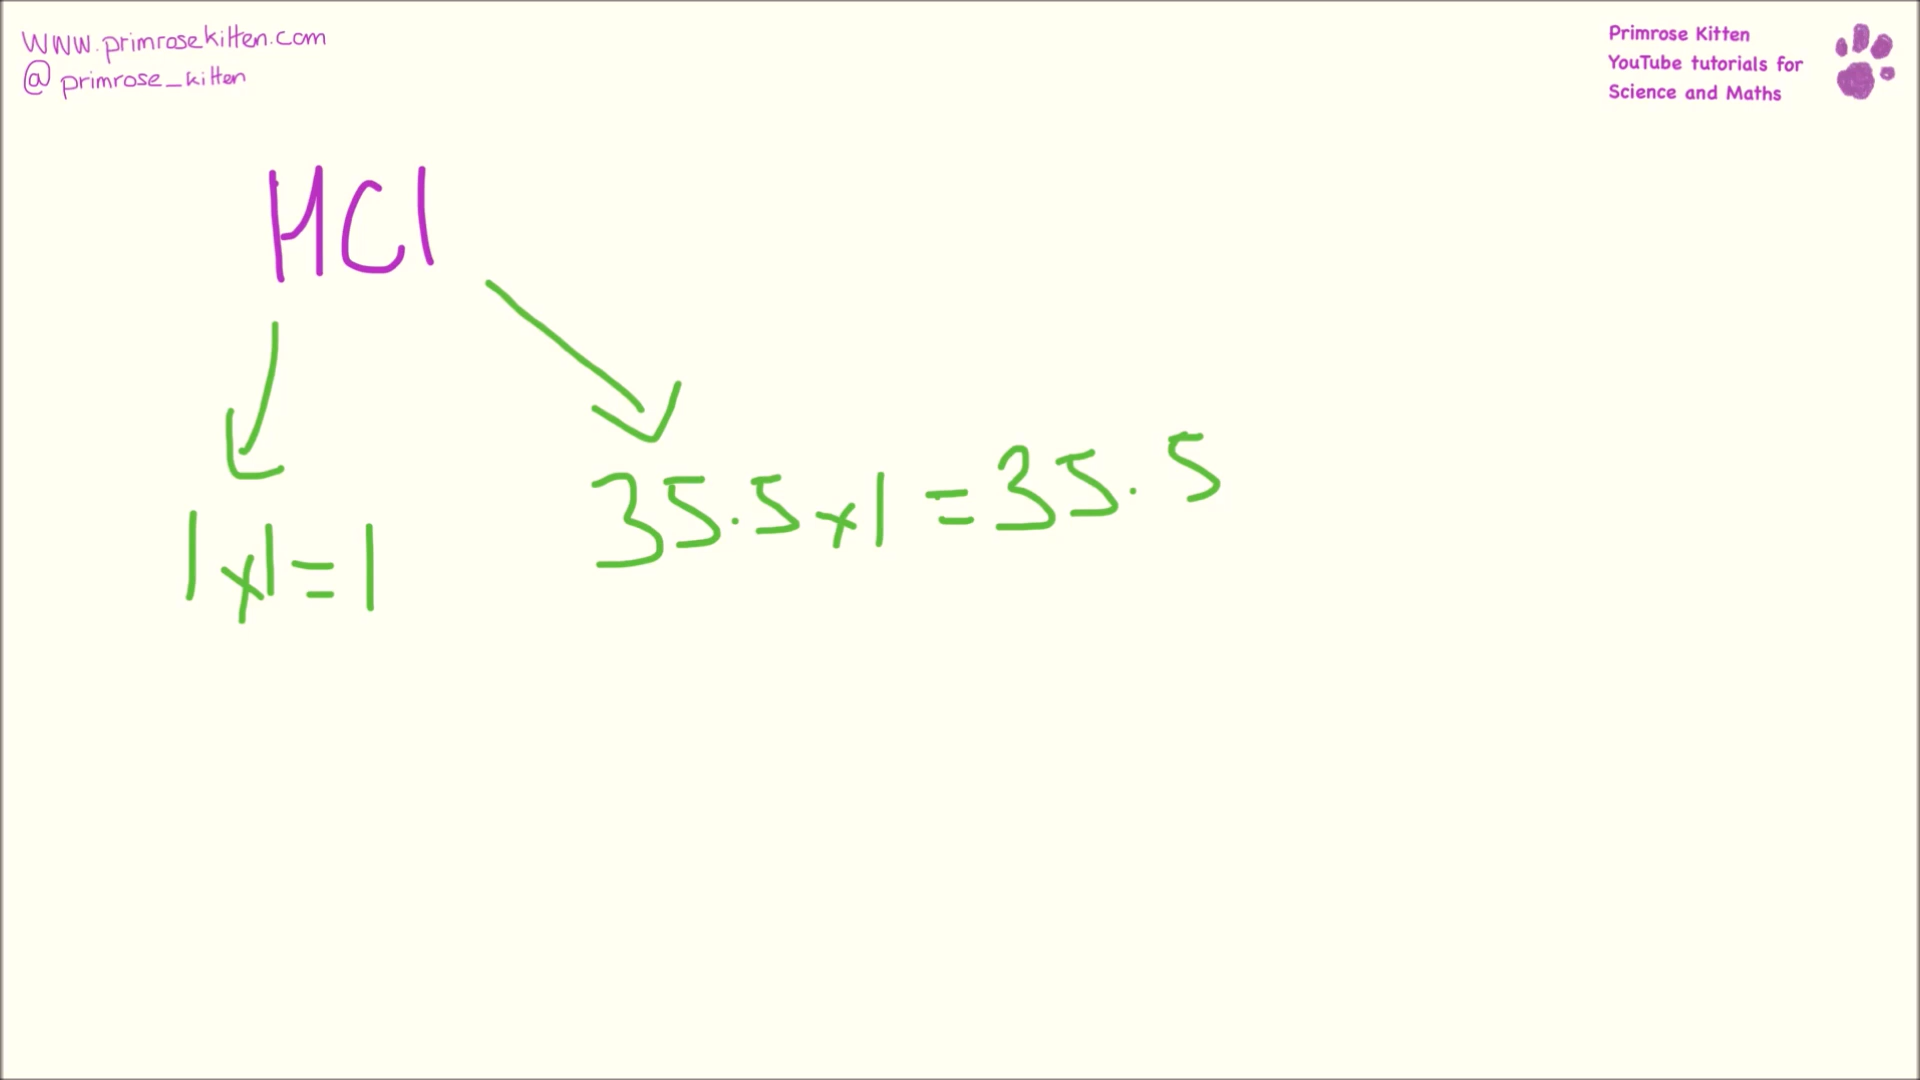 www.primrosekitten.com
@primrose_kitten
Primrose Kitten
YouTube tutorials for
Science and Maths
HCl
1x1=1
35.5x1=35.5